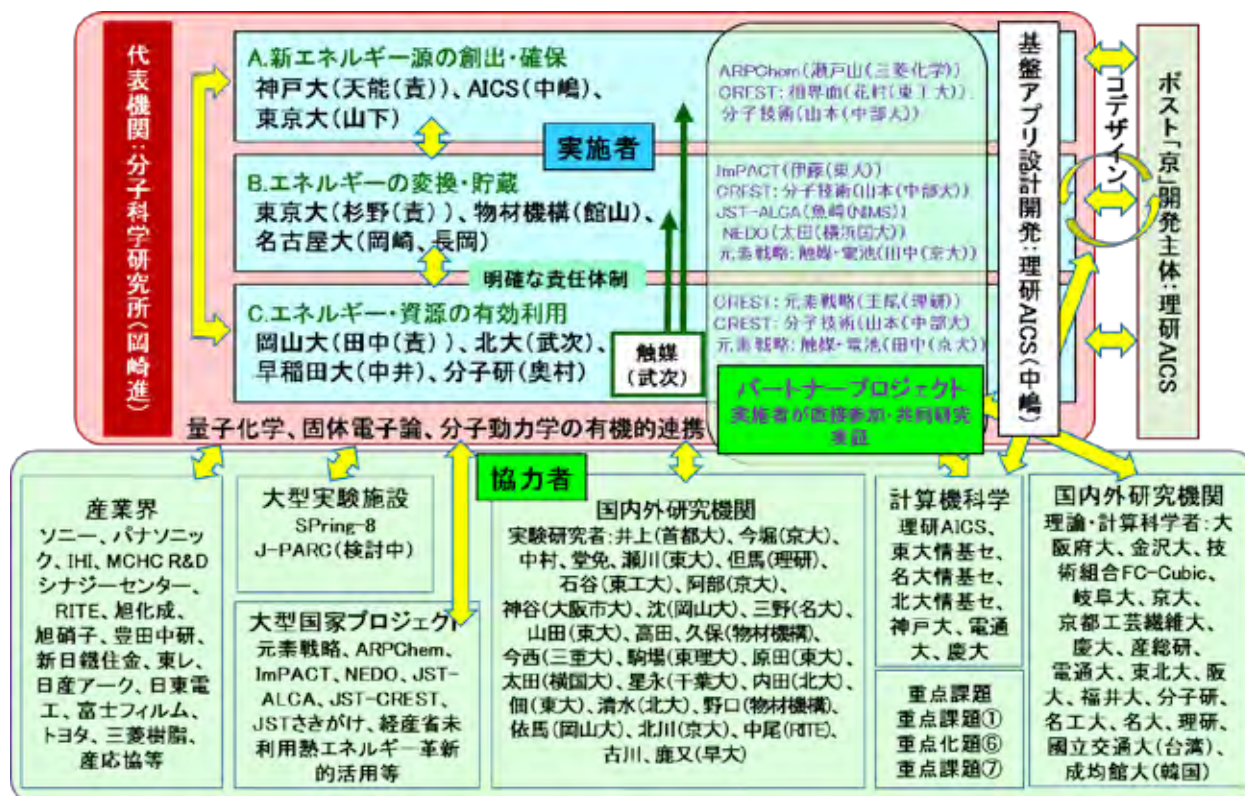 代表機関:分子科学研究所(岡崎進)
A.新エネルギー源の創出・確保
神戸大(天能(責))、AICS(中嶋)、
東京大(山下)
実施者
B.エネルギーの変換・貯蔵
東京大(杉野(責))、物材機構(館山)、
名古屋大(岡崎、長岡)
明確な責任体制
C.エネルギー・資源の有効利用
岡山大(田中(責))、北大(武次)、
早稲田大(中井)、分子研(奥村)
触媒
(武次)
量子化学、固体電子論、分子動力学の有機的連携
ARPChem(瀬戸山(三菱化学))
CREST:相界面(花村(東工大))
分子技術(山本(中部大))
ImPACT(伊藤(東大))
CREST:分子技術(山本(中部大))
JST-ALCA(魚崎(NIMS))
NEDO(太田(横浜国大))
元素戦略:触媒・電池(田中(京大))
CREST:元素戦略(玉尾(理研))
CREST:分子技術(山本(中部大)
元素戦略:触媒・電池(田中(京大))
パートナープロジェクト
実施者が直接参加・共同研究
基盤アプリ設計開発:理研AICS(中嶋)
コデザイン
ポスト「京」開発主体:理研AICS
協力者
産業界
ソニー、パナソニッ
ク、IHI、MCHC R&D
シナジーセンター、
RITE、旭化成、
旭硝子、豊田中研、
新日鐵住金、東レ、
日産アーク、日東電
工、富士フィルム、
トヨタ、三菱樹脂、
産応協等
大型実験施設
SPring-8
J-PARC(検討中)
大型国家プロジェクト
元素戦略、ARPChem、
ImPACT、NEDO、JST-
ALCA、JST-CREST、
JSTさきがけ、経産省未
利用熱エネルギー革新
的活用等
国内外研究機関
実験研究者:井上(首都大)、今堀(京大)、
中村、堂免、瀬川(東大)、但馬(理研)、
石谷(東工大)、阿部(京大)、
神谷(大阪市大)、沈(岡山大)、三野(名大)、
山田(東大)、高田、久保(物材機構)、
今西(三重大)、駒場(東理大)、原田(東大)、
太田(横国大)、星永(千葉大)、内田(北大)、
佃(東大)、清水(北大)、野口(物材機構)、
依馬(岡山大)、北川(京大)、中尾(RITE)、
古川、鹿又(早大)
計算機科学
理研AICS、
東大情基セ、
名大情基セ、
北大情基セ、
神戸大、電通
大、慶大
重点課題
重点課題①
重点化題⑥
重点課題⑦
国内外研究機関
理論・計算科学者:大
阪府大、金沢大、技
術組合FC-Cubic、
岐阜大、京大、
京都工芸繊維大、
慶大、産総研、
電通大、東北大、阪
大、福井大、分子研、
名工大、名大、理研、
國立交通大(台湾)、
成均館大(韓国)